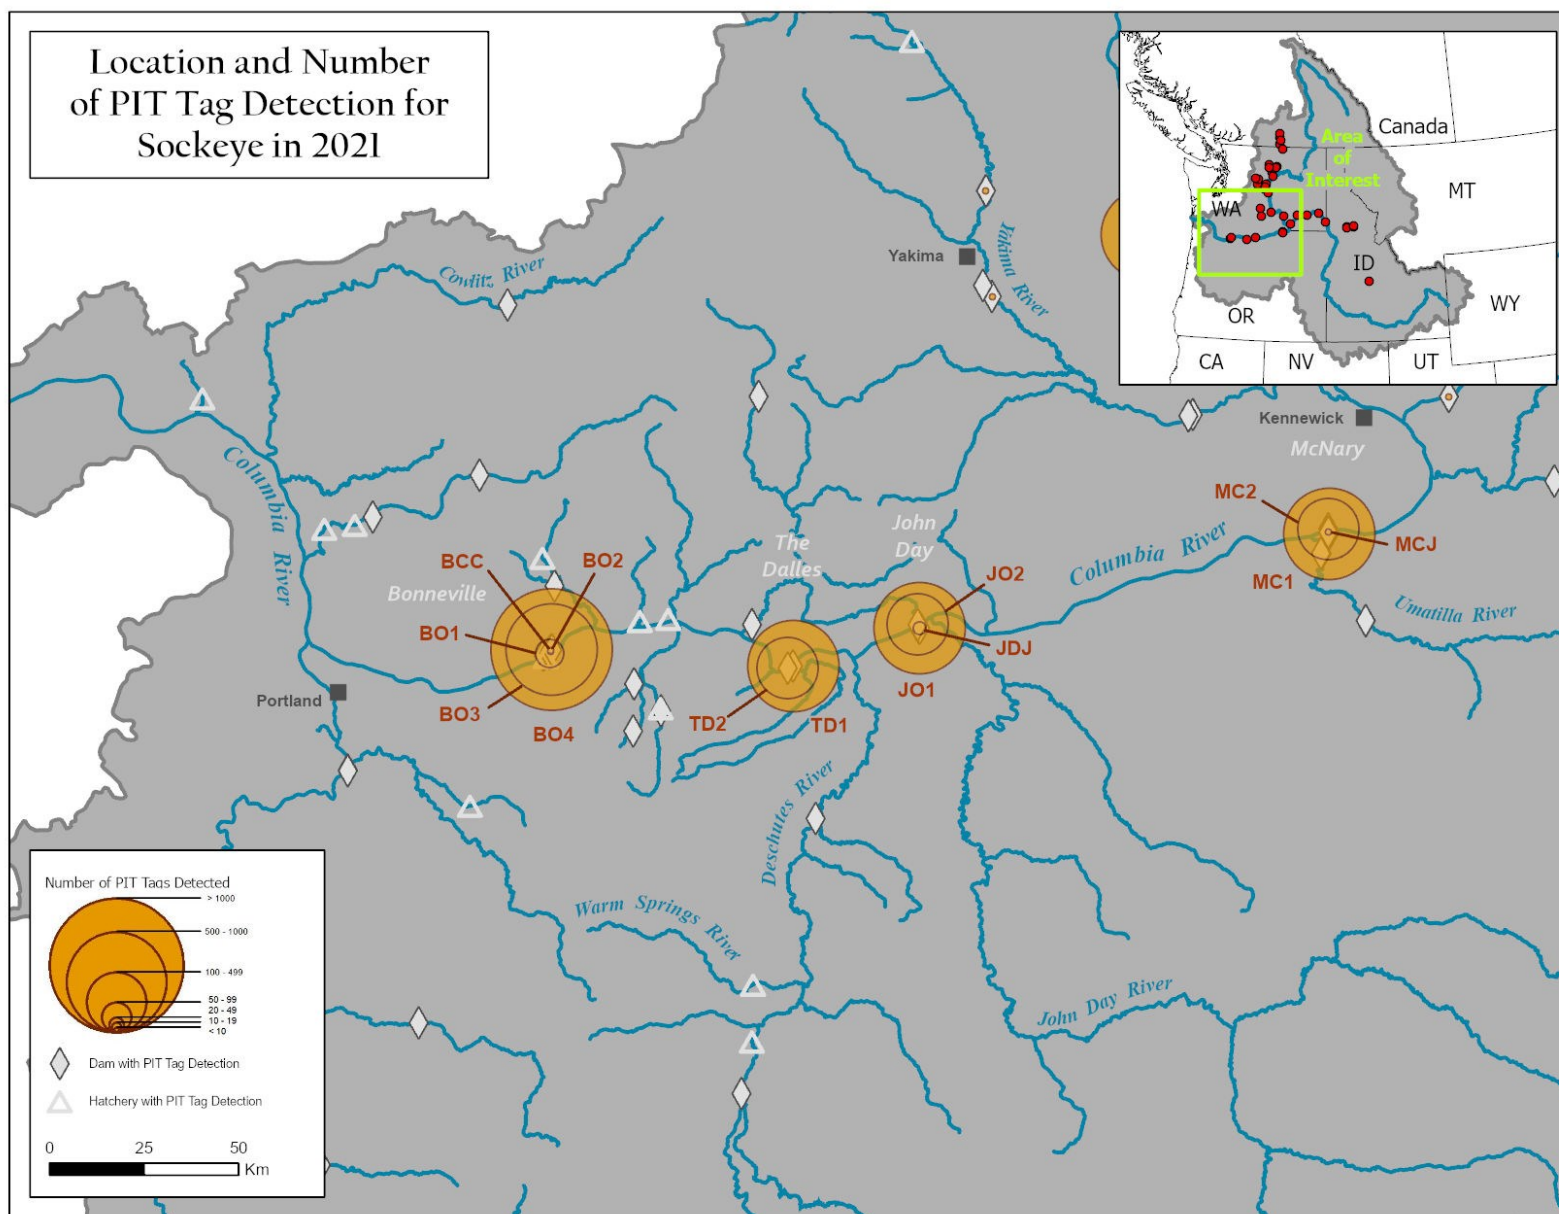 Location and Number
of PIT Tag Detection for
Sockeye in 2021
Canada
Area
of
Interest
MT
WA
ID
OR
WY
CA
NV
UT
Yakima
Yakima River
Cowlitz River
Kennewick
McNary
Columbia River
MC2
MCJ
MC1
Columbia River
Umatilla River
John
Day
The
Dalles
Bonneville
BCC
BO2
BO1
BO3
BO4
JO2
JDJ
JO1
TD2
TD1
Portland
Deschutes River
Warm Springs River
John Day River
Number of PIT Tags Detected
> 1000
500 - 1000
100 - 499
50 - 99
20 - 49
10 - 19
< 10
Dam with PIT Tag Detection
Hatchery with PIT Tag Detection
0 25 50
Km